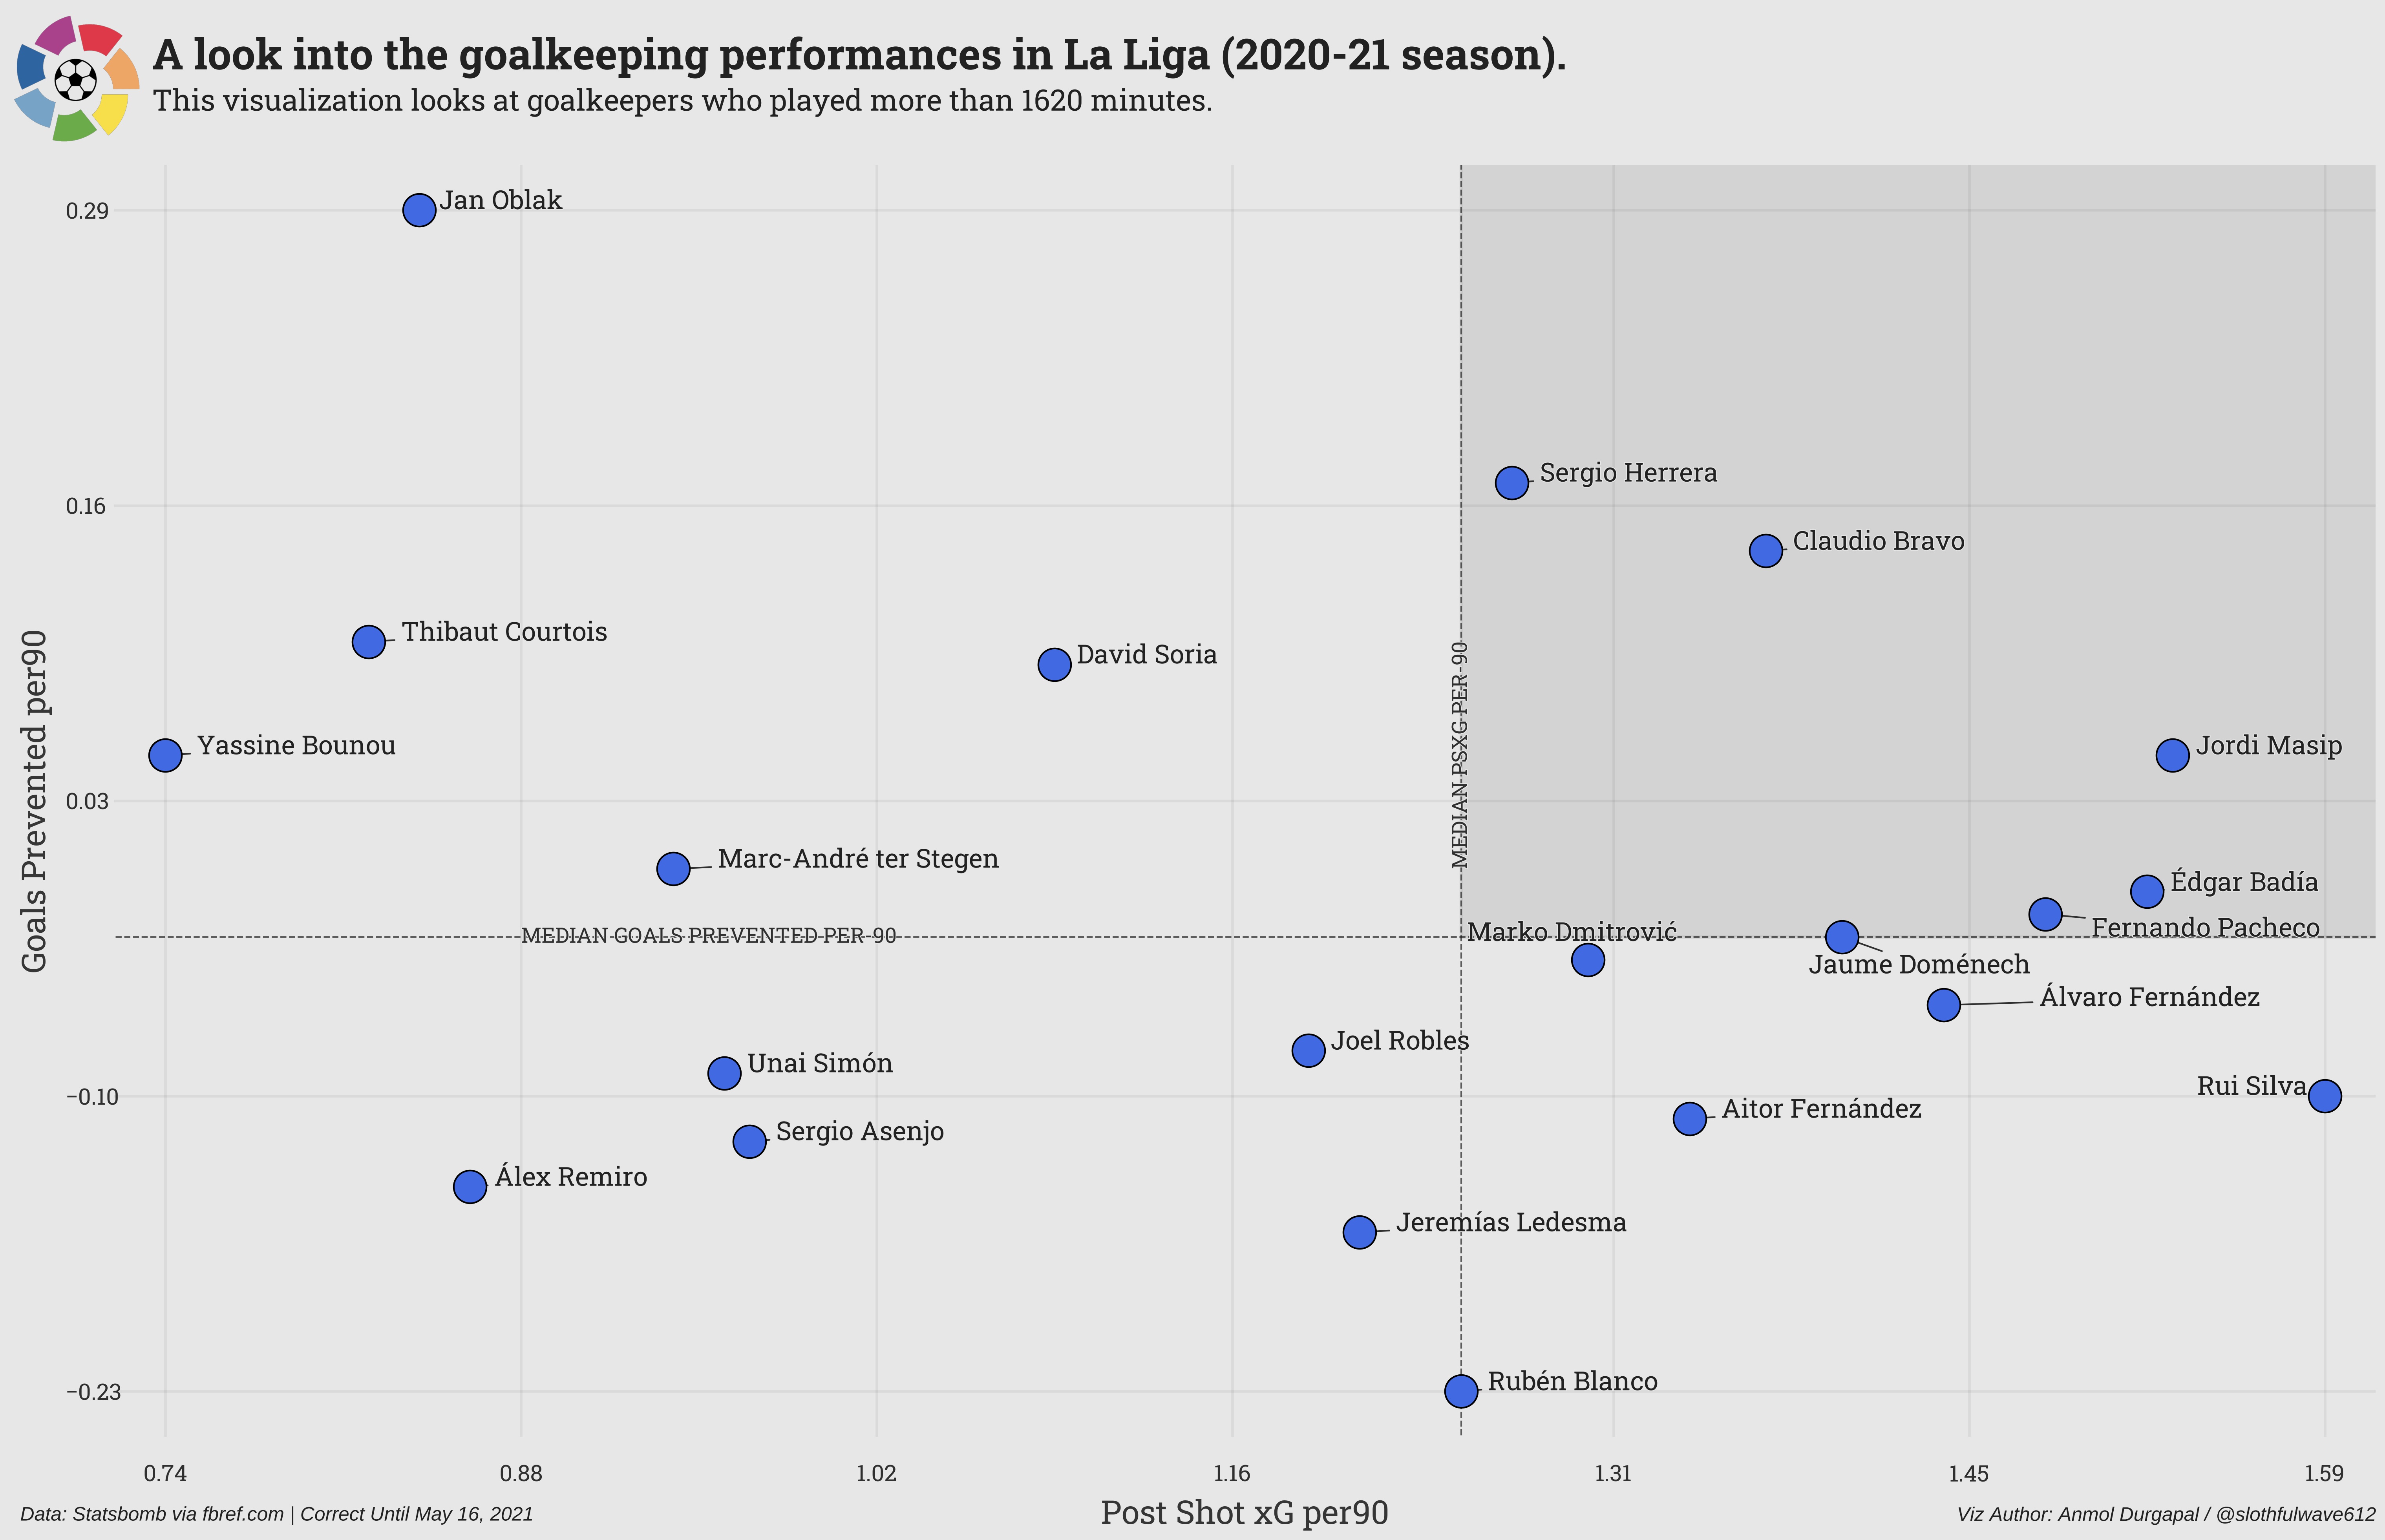 A look into the goalkeeping performances in La Liga (2020-21 season).
This visualization looks at goalkeepers who played more than 1620 minutes.
Goals Prevented per90
0.29
0.16
0.03
−0.10
−0.23
Jan Oblak
Sergio Herrera
Claudio Bravo
Thibaut Courtois
David Soria
Yassine Bounou
Jordi Masip
MEDIAN PSXG PER 90
Marc-André ter Stegen
Édgar Badía
Fernando Pacheco
MEDIAN GOALS PREVENTED PER 90
Marko Dmitrović
Jaume Doménech
Álvaro Fernández
Joel Robles
Unai Simón
Rui Silva
Aitor Fernández
Sergio Asenjo
Álex Remiro
Jeremías Ledesma
Rubén Blanco
0.74
0.88
1.02
1.16
1.31
1.45
1.59
Post Shot xG per90
Data: Statsbomb via fbref.com | Correct Until May 16, 2021
Viz Author: Anmol Durgapal / @slothfulwave612